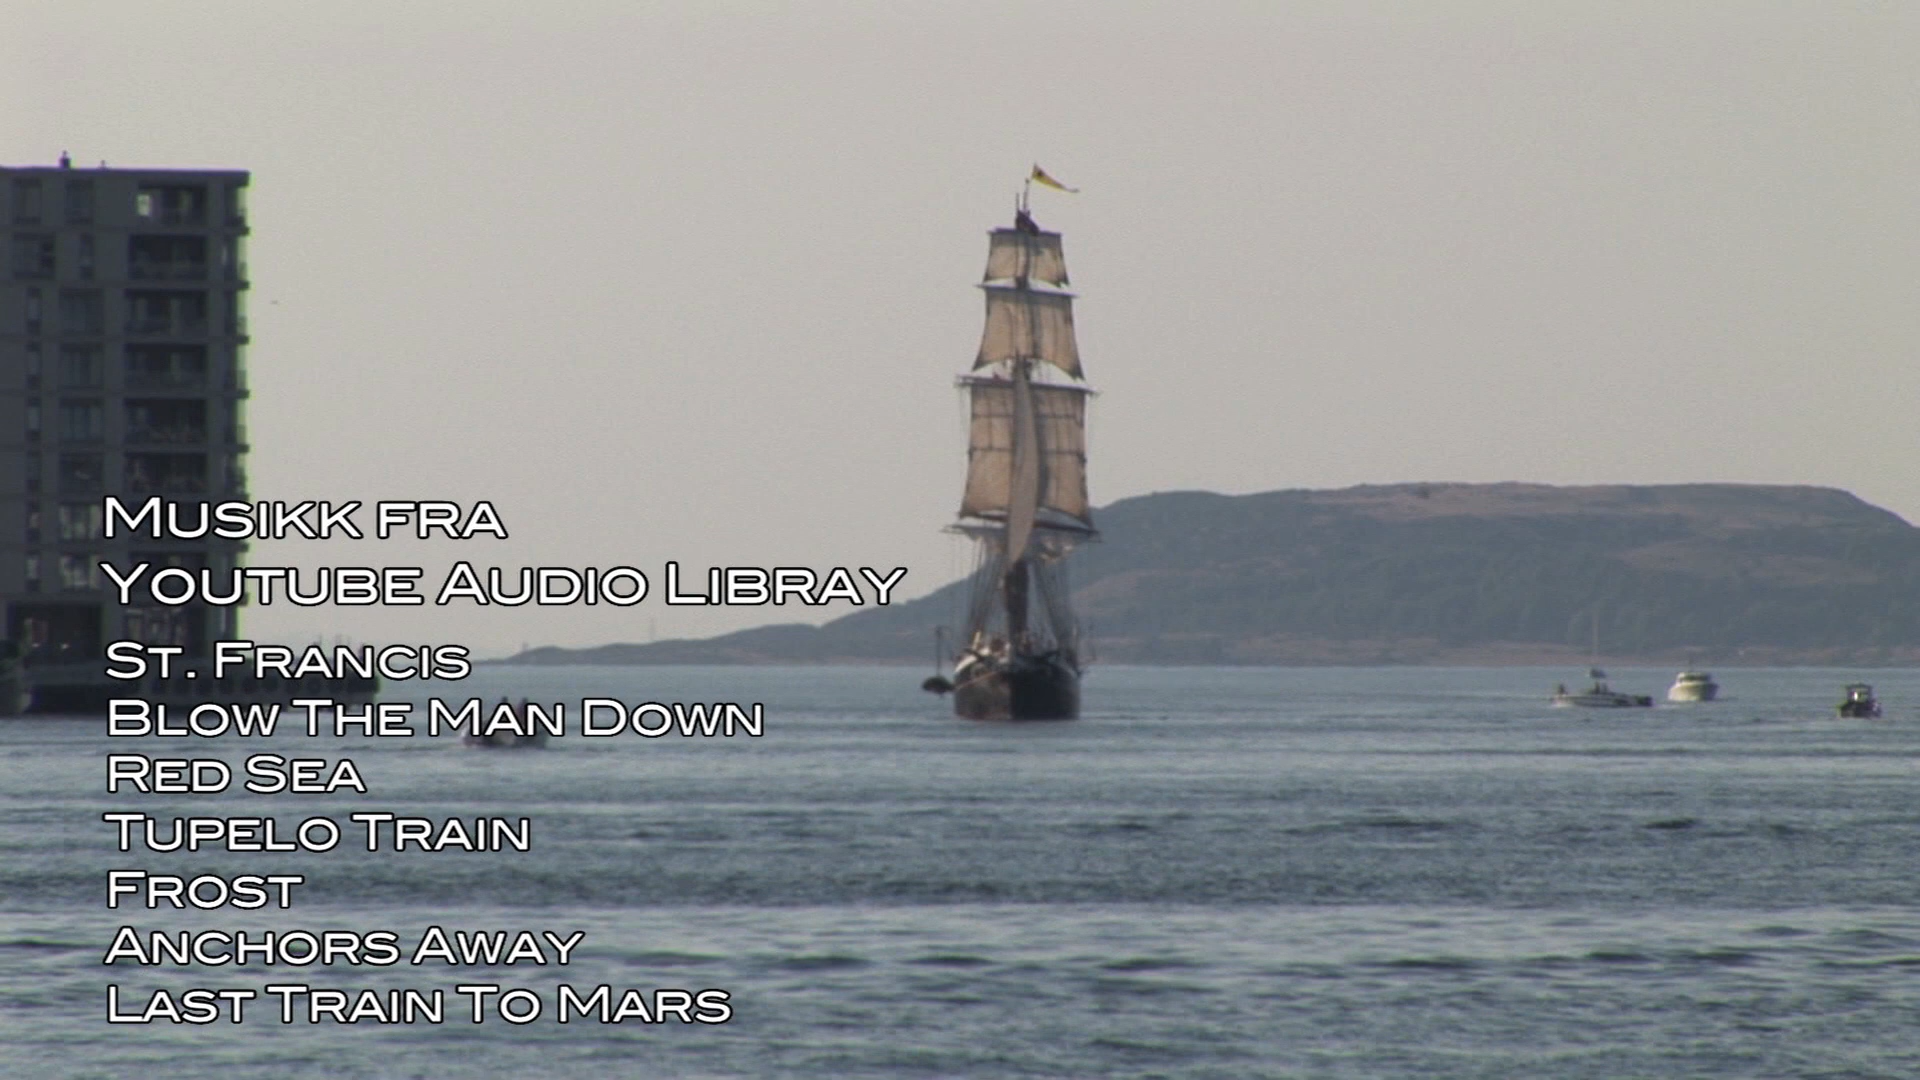 Musikk fra
Youtube Audio Libray
St. Francis
Blow The Man Down
Red Sea
Tupelo Train
Frost
Anchors Away
Last Train To Mars